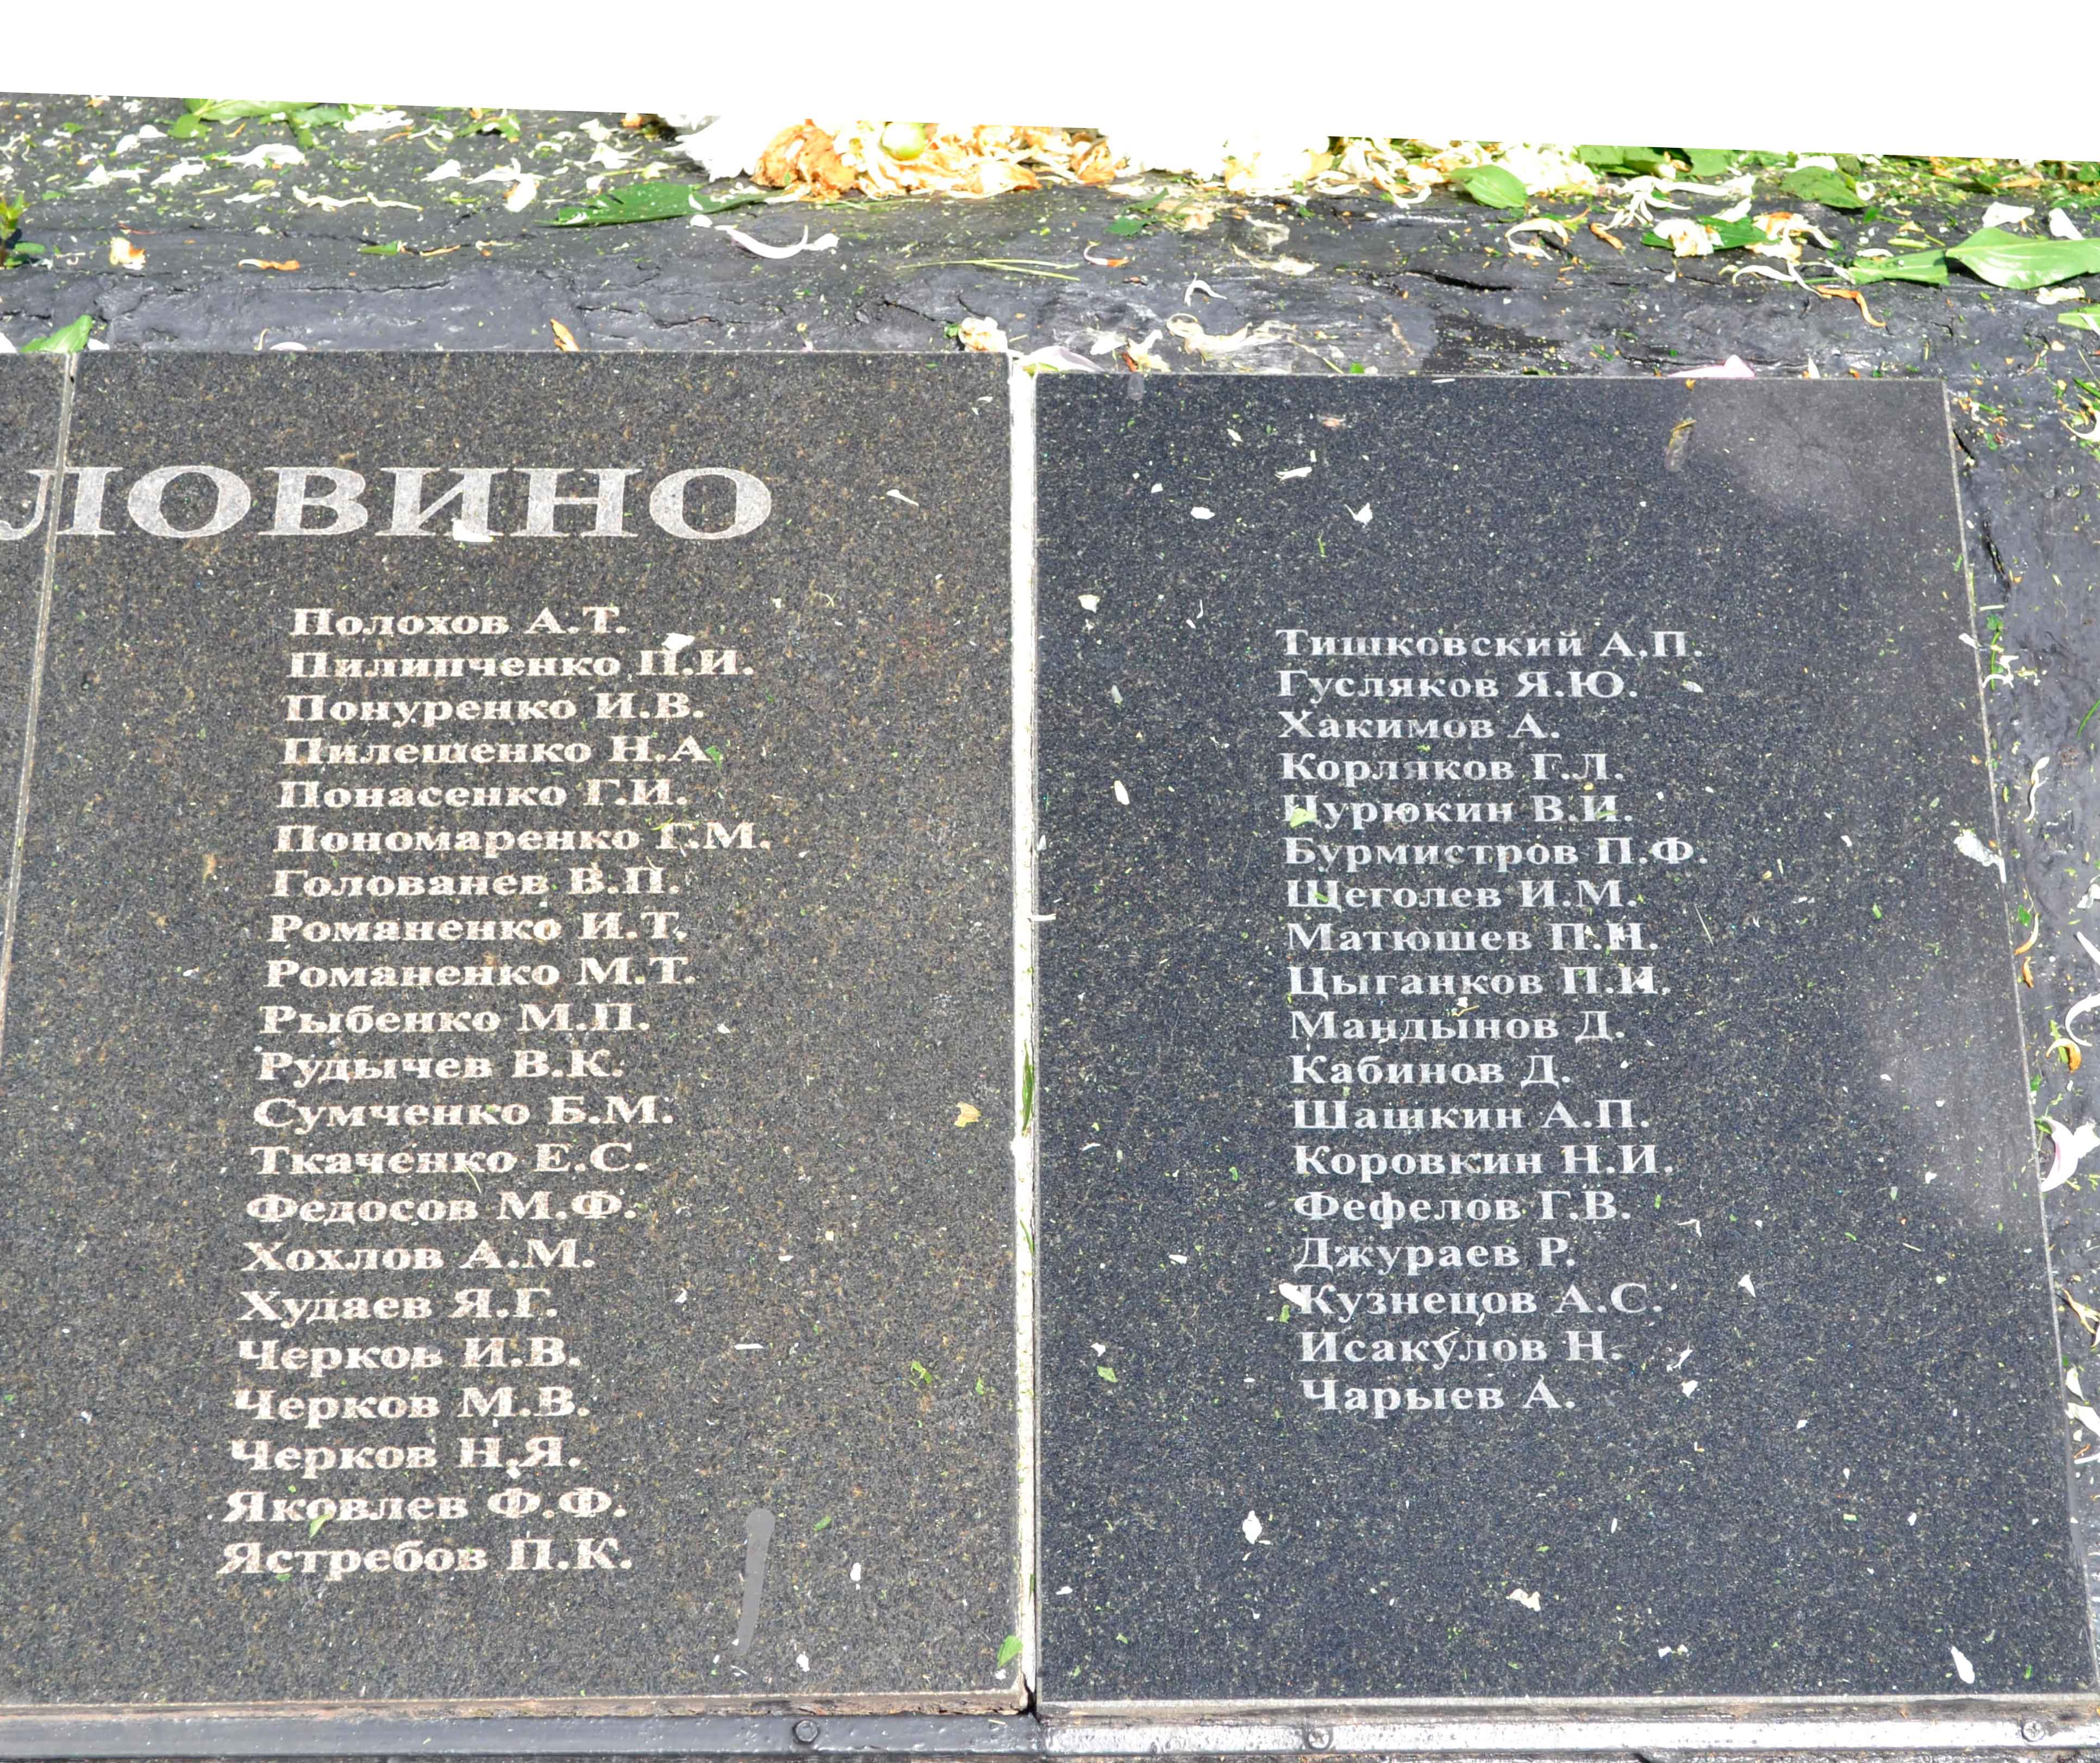 ЛОВИНО
Полохов А.Т.
Пилипченко П.И.
Понуренко И.В.
Пилешенко Н.А
Понасенко Г.И.
Пономаренко Г.М.
Голованев В.П.
Романенко И.Т.
Романенко М.Т.
Рыбенко М.П.
Рудычев В.К.
Сумченко Б.М.
Ткаченко Е.С.
Федосов М.Ф.
Хохлов А.М.
Худаев Я.Г.
Черков И.В.
Черков М.В.
Черков Н.Я.
Яковлев Ф.Ф.
Ястребов П.К.
Тишковский А.П.
Гусляков Я.Ю.
Хакимов А.
Корляков Г.Л.
В.И.
Бурмистров П.Ф.
Щеголев И.М.
Матюшев П.Н.
Цыганков П.И.
Мандынов Д.
Кабинов Д.
Шашкин А.П.
Коровкин Н.И.
Фефелов Г.В.
Джураев Р.
Кузнецов А.С.
Исакулов Н.
Чарыев А.